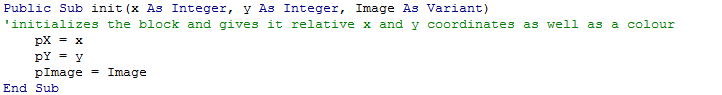 Public Sub init(x As Integer, y As Integer, Image As Variant)
'initializes the block and gives it relative x and y coordinates as well as a colour
    pX = x
    pY = y
    pImage = Image
End Sub